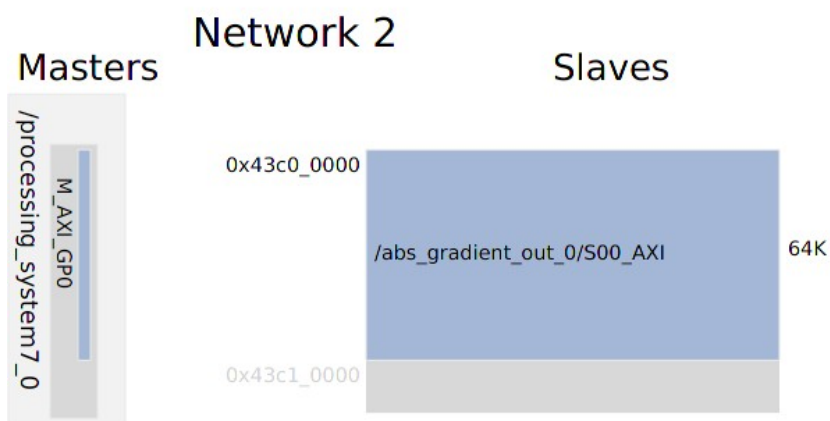 Network 2
Masters
Slaves
/processing_system7_0
M_AXI_GP0
0x43c0_0000
/abs_gradient_out_0/S00_AXI
64K
0x43c1_0000